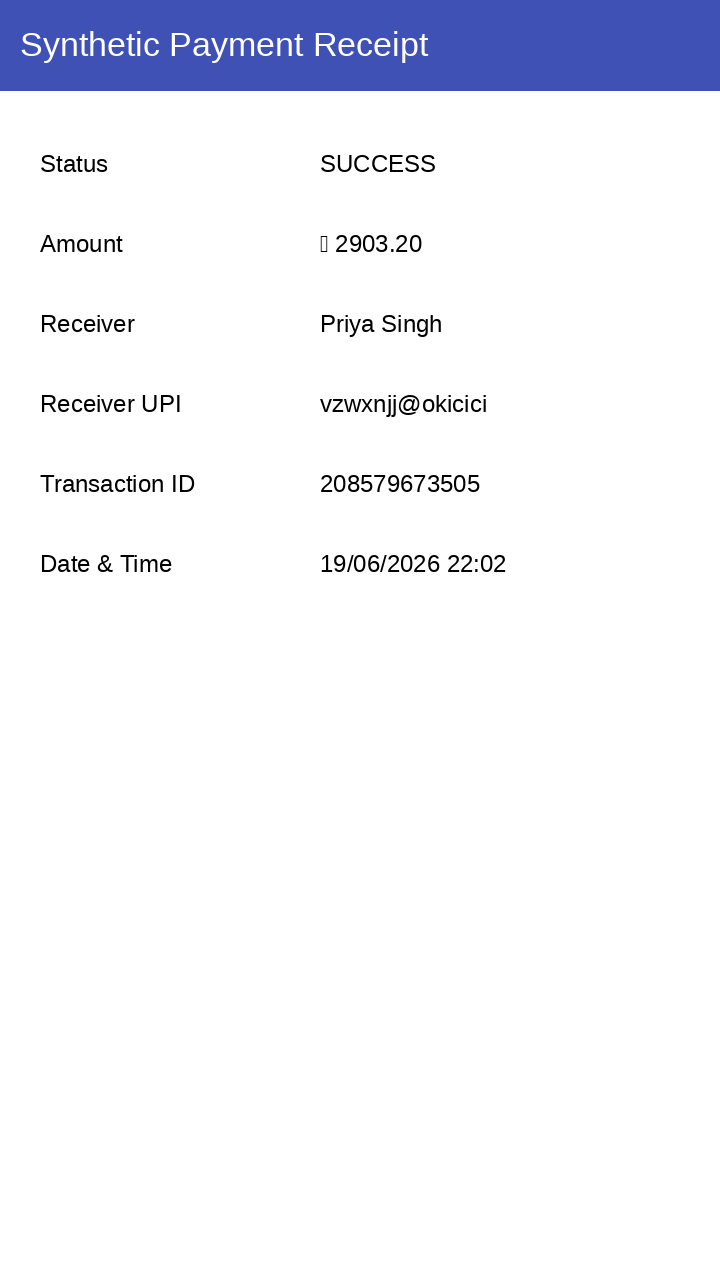 Synthetic Payment Receipt
Status SUCCESS
Amount 2903.20
Receiver Priya Singh
Receiver UPI vzwxnjj@okicici
Transaction ID 208579673505
Date & Time 19/06/2026 22:02